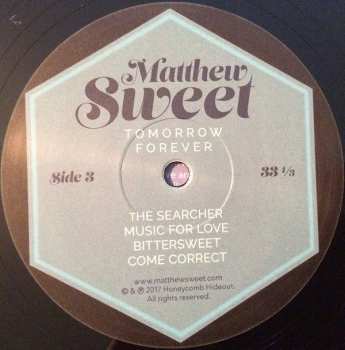 Matthew
Sweet
TOMORROW
FOREVER
Side 3
33 ⅓
THE SEARCHER
MUSIC FOR LOVE
BITTERSWEET
COME CORRECT
www.matthewsweet.com
© & ℗ 2017 Honeycomb Hideout.
All rights reserved.